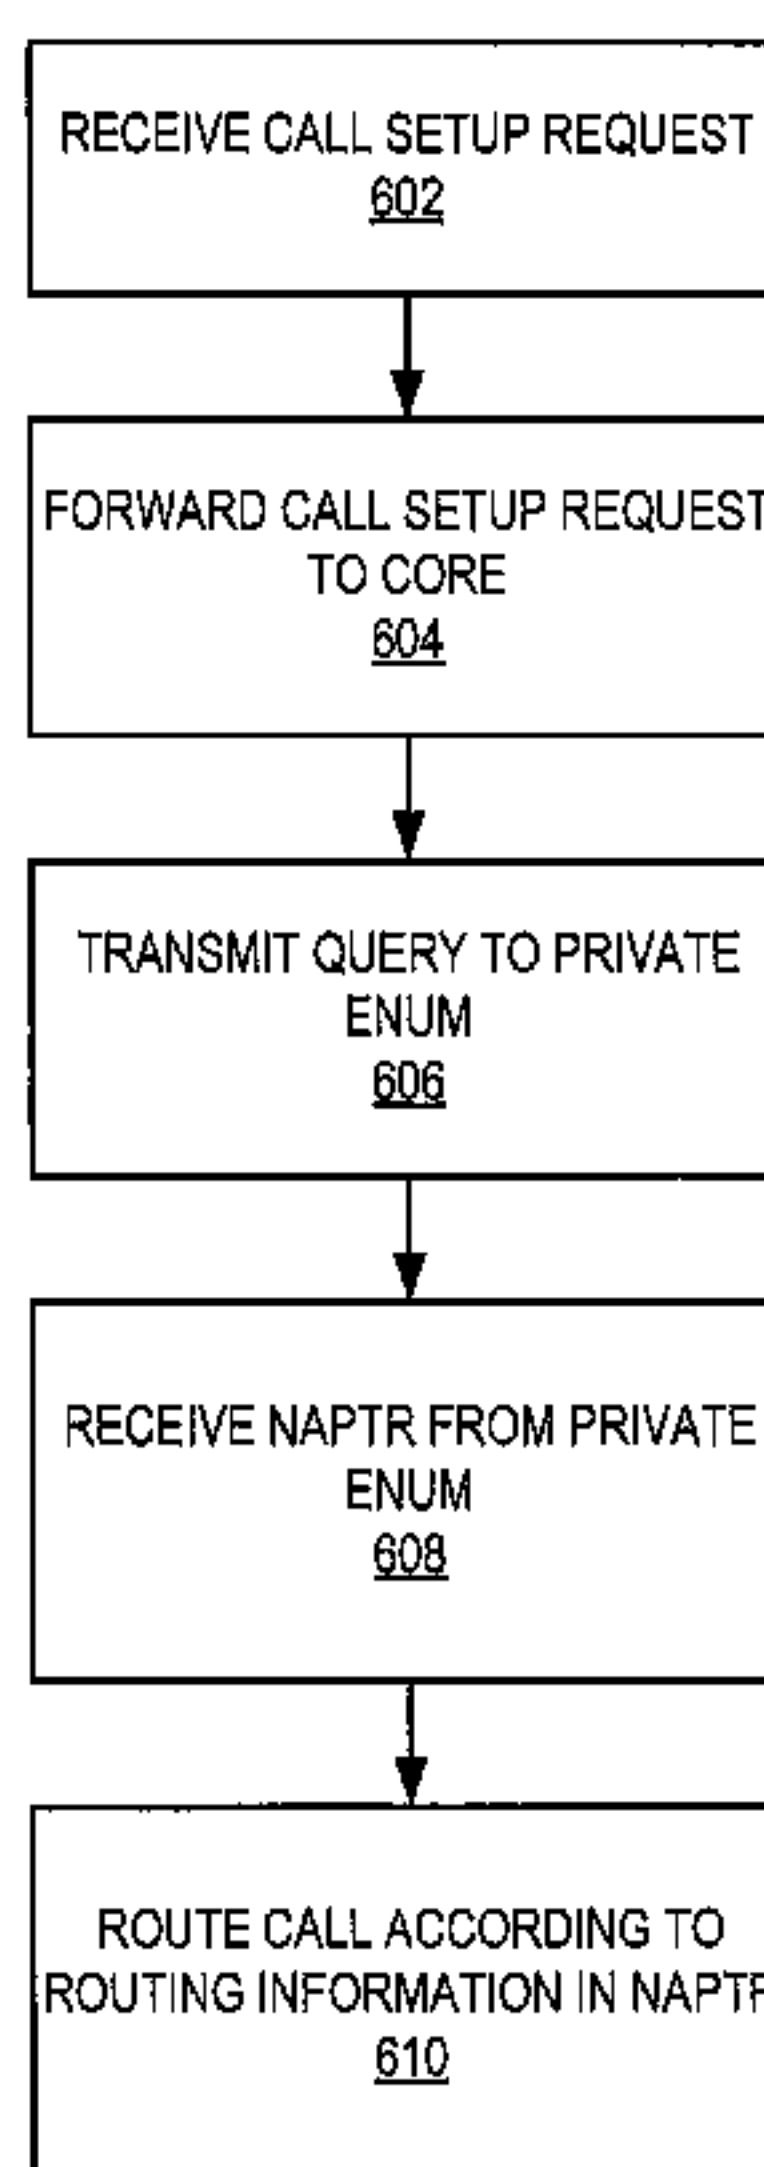 RECEIVE CALL SETUP REQUEST
602
FORWARD CALL SETUP REQUEST
TO CORE
604
TRANSMIT QUERY TO PRIVATE
ENUM
606
RECEIVE NAPTR FROM PRIVATE
ENUM
608
ROUTE CALL ACCORDING TO
ROUTING INFORMATION IN NAPTR
610